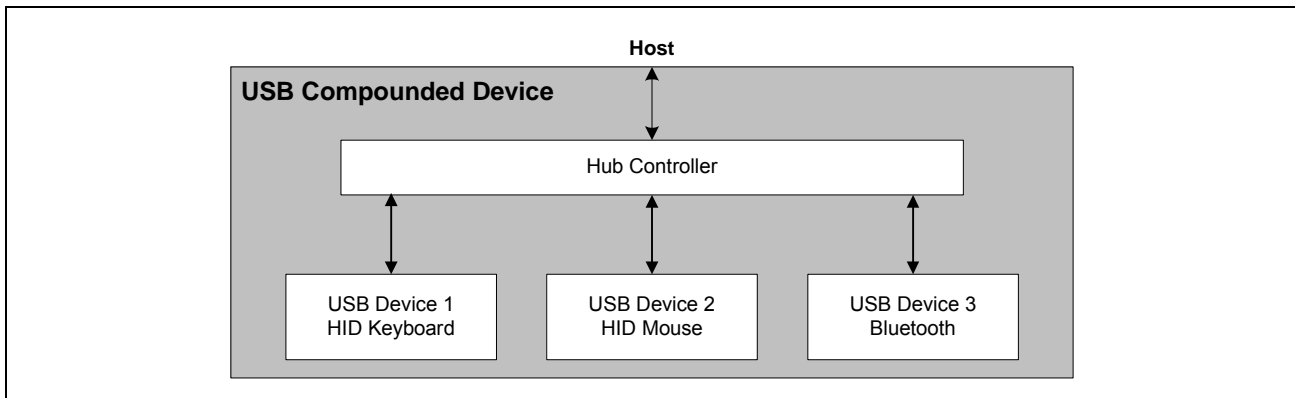 Host
USB Compounded Device
Hub Controller
USB Device 1
HID Keyboard
USB Device 2
HID Mouse
USB Device 3
Bluetooth